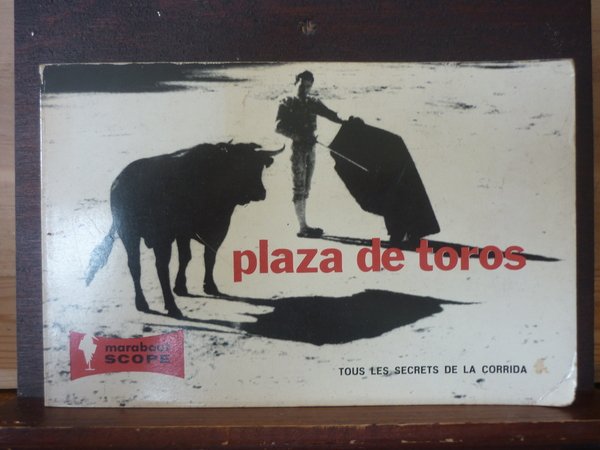 plaza de toros
marabout
SCOPE
TOUS LES SECRETS DE LA CORRIDA